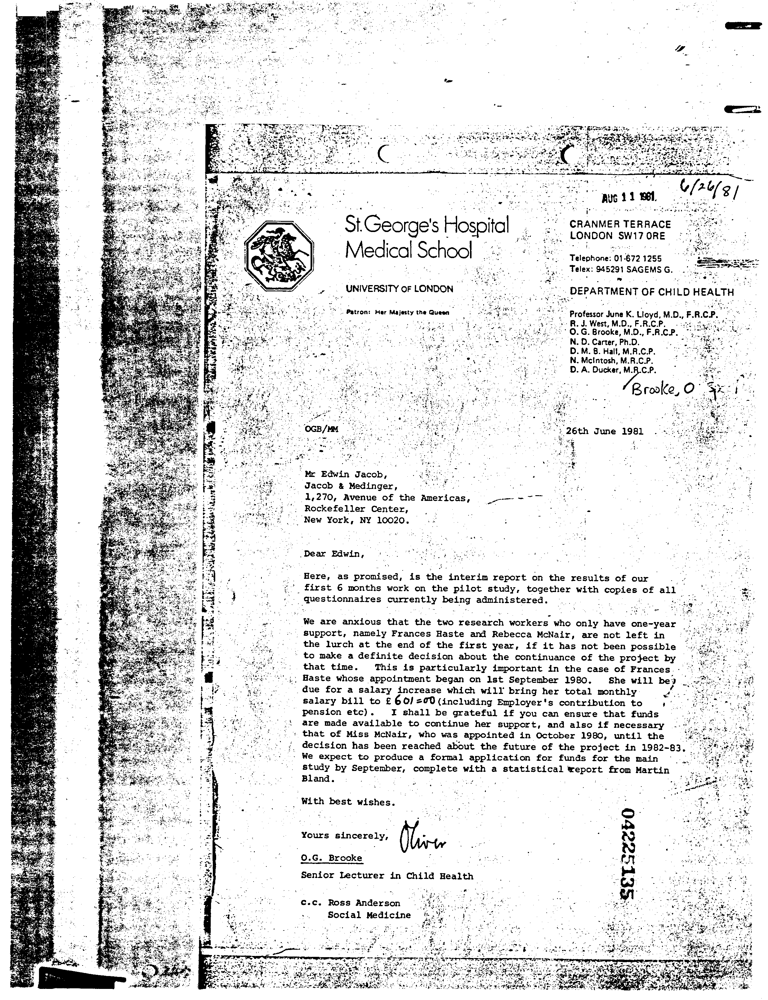 6/26/81
AUG 11 1981.
St. George's Hospital
Medical School
UNIVERSITY OF LONDON
Patron: Her Majesty the Queen
CRANMER TERRACE
LONDON SW17 0RE
Telephone: 01-672 1255
Telex: 945291 SAGEMS G.
DEPARTMENT OF CHILD HEALTH
Professor June K. Lloyd, M.D., F.R.C.P.
R. J. West, M.D., F.R.C.P.
O. G. Brooke, M.D., F.R.C.P.
N. D. Carter, Ph.D.
D. M. B. Hall, M.R.C.P.
N. McIntosh, M.R.C.P.
D. A. Ducker, M.R.C.P.
Brooke, O
OGB/MM
26th June 1981
Mr Edwin Jacob,
Jacob & Medinger,
1,270, Avenue of the Americas,
Rockefeller Center,
New York, NY 10020.
Dear Edwin,
Here, as promised, is the interim report on the results of our
first 6 months work on the pilot study, together with copies of all
questionnaires currently being administered.
We are anxious that the two research workers who only have one-year
support, namely Frances Haste and Rebecca McNair, are not left in
the lurch at the end of the first year, if it has not been possible
to make a definite decision about the continuance of the project by
that time. This is particularly important in the case of Frances
Haste whose appointment began on 1st September 1980. She will be
due for a salary increase which will bring her total monthly
salary bill to £ 601=00 (including Employer's contribution to
pension etc). I shall be grateful if you can ensure that funds
are made available to continue her support, and also if necessary
that of Miss McNair, who was appointed in October 1980, until the
decision has been reached about the future of the project in 1982-83.
We expect to produce a formal application for funds for the main
study by September, complete with a statistical report from Martin
Bland.
With best wishes.
Yours sincerely, Oliver
O.G. Brooke
Senior Lecturer in Child Health
c.c. Ross Anderson
Social Medicine
04225135